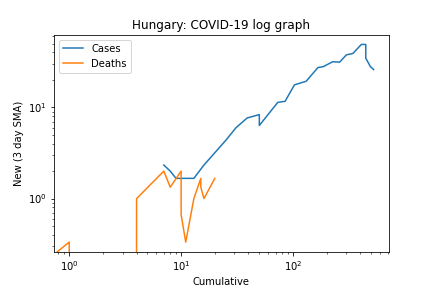 Hungary: COVID-19 log graph
Cases
Deaths
New (3 day SMA)
10¹
10⁰
10⁰ 10¹ 10²
Cumulative